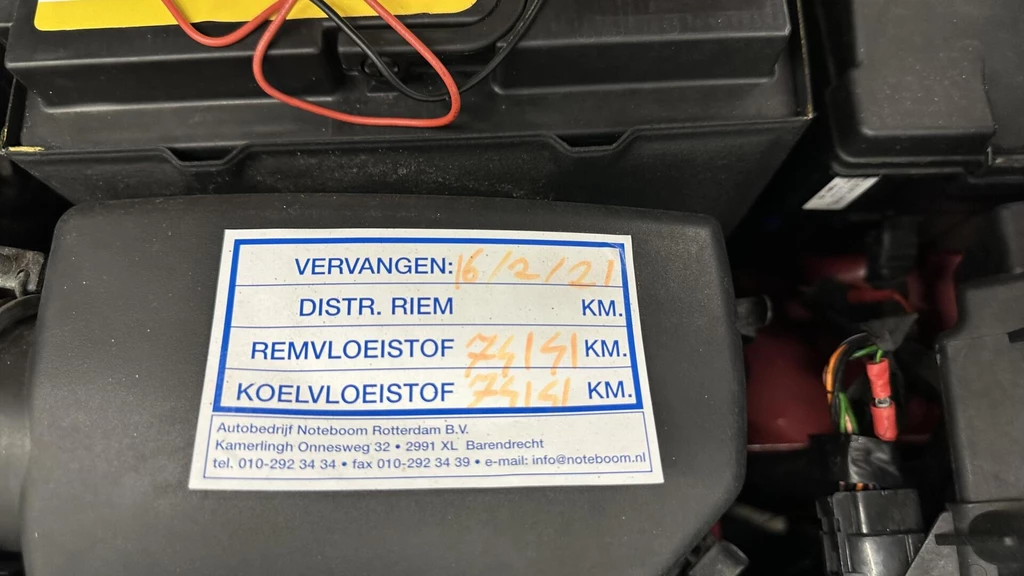 VERVANGEN: 16/2/21
DISTR. RIEM KM.
REMVLOEISTOF 74141 KM.
KOELVLOEISTOF 74141 KM.
Autobedrijf Noteboom Rotterdam B.V.
Kamerlingh Onnesweg 32 • 2991 XL Barendrecht
tel. 010-292 34 34 • fax 010-292 34 39 • e-mail: info@noteboom.nl